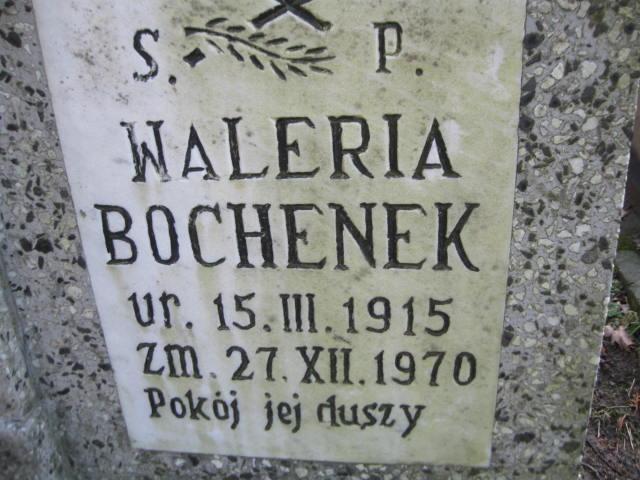 Ś. P.
WALERIA
BOCHENEK
ur. 15.III.1915
zm. 27.XII.1970
Pokój jej duszy